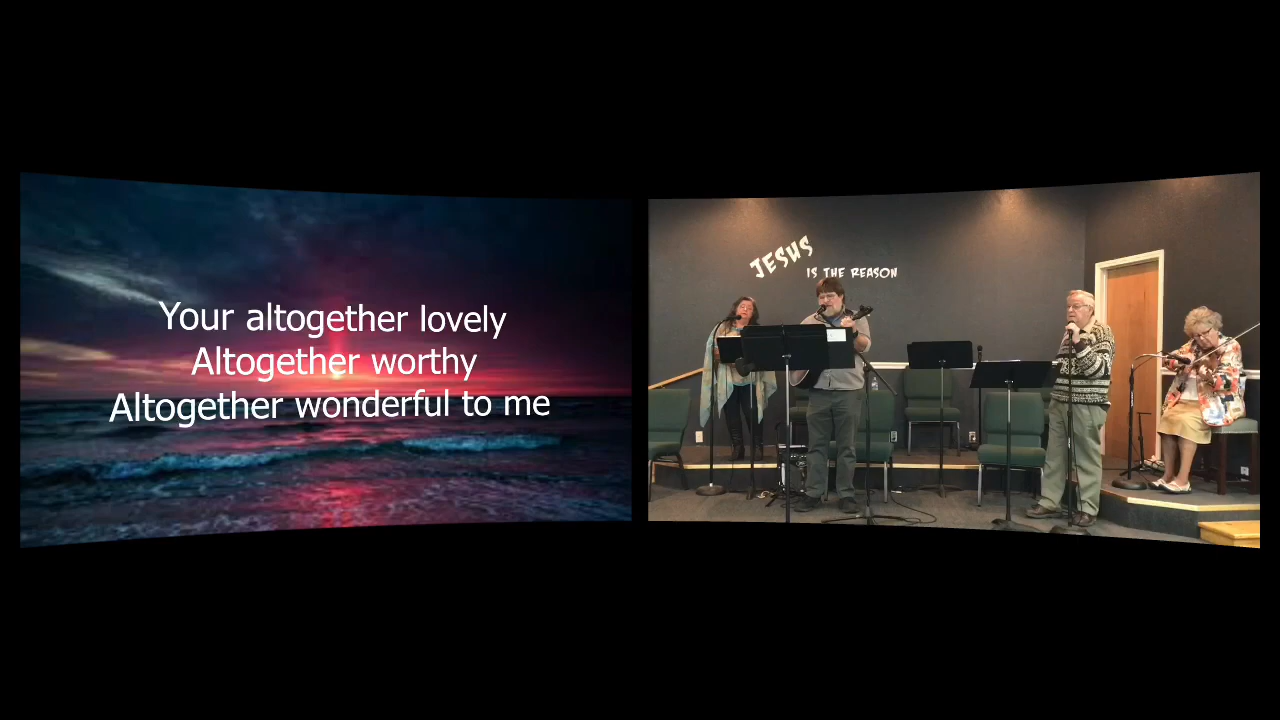 Your altogether lovely
Altogether worthy
Altogether wonderful to me
JESUS
IS THE REASON